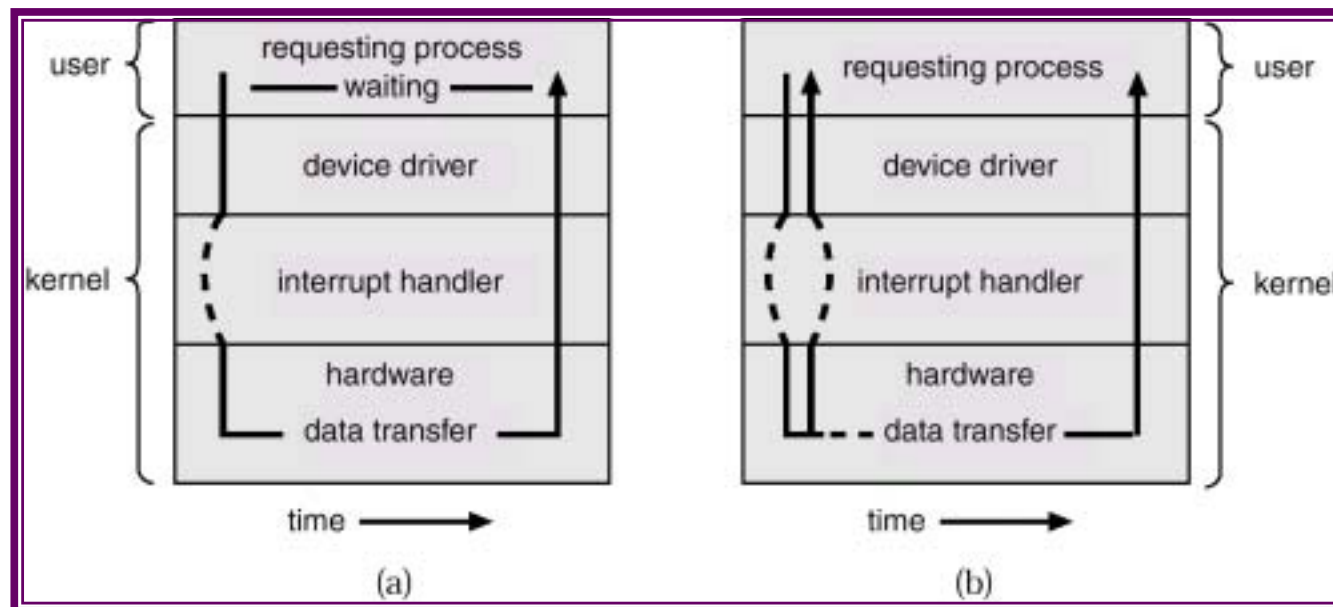 user
requesting process
waiting
device driver
kernel
interrupt handler
hardware
data transfer
time
(a)
requesting process
user
device driver
interrupt handler
kernel
hardware
data transfer
time
(b)